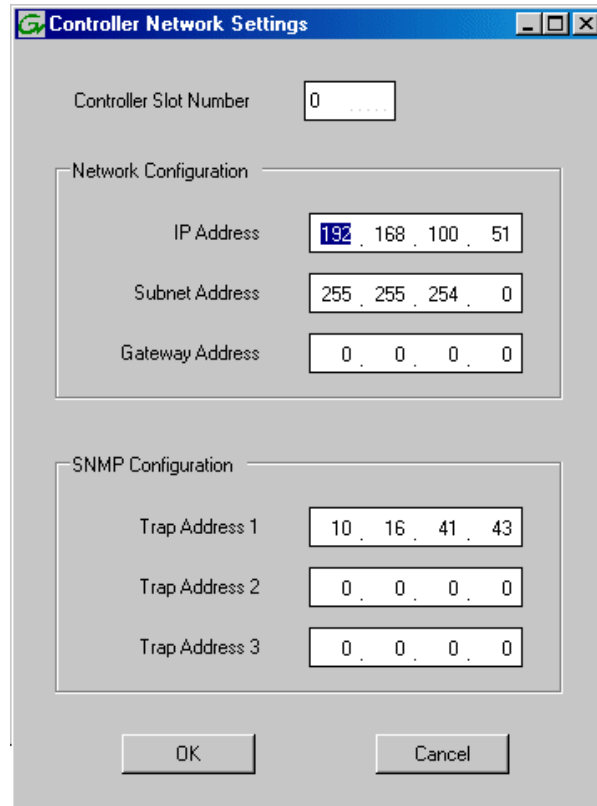 Controller Network Settings
Controller Slot Number 0
Network Configuration
IP Address 192 . 168 . 100 . 51
Subnet Address 255 . 255 . 254 . 0
Gateway Address 0 . 0 . 0 . 0
SNMP Configuration
Trap Address 1 10 . 16 . 41 . 43
Trap Address 2 0 . 0 . 0 . 0
Trap Address 3 0 . 0 . 0 . 0
OK Cancel